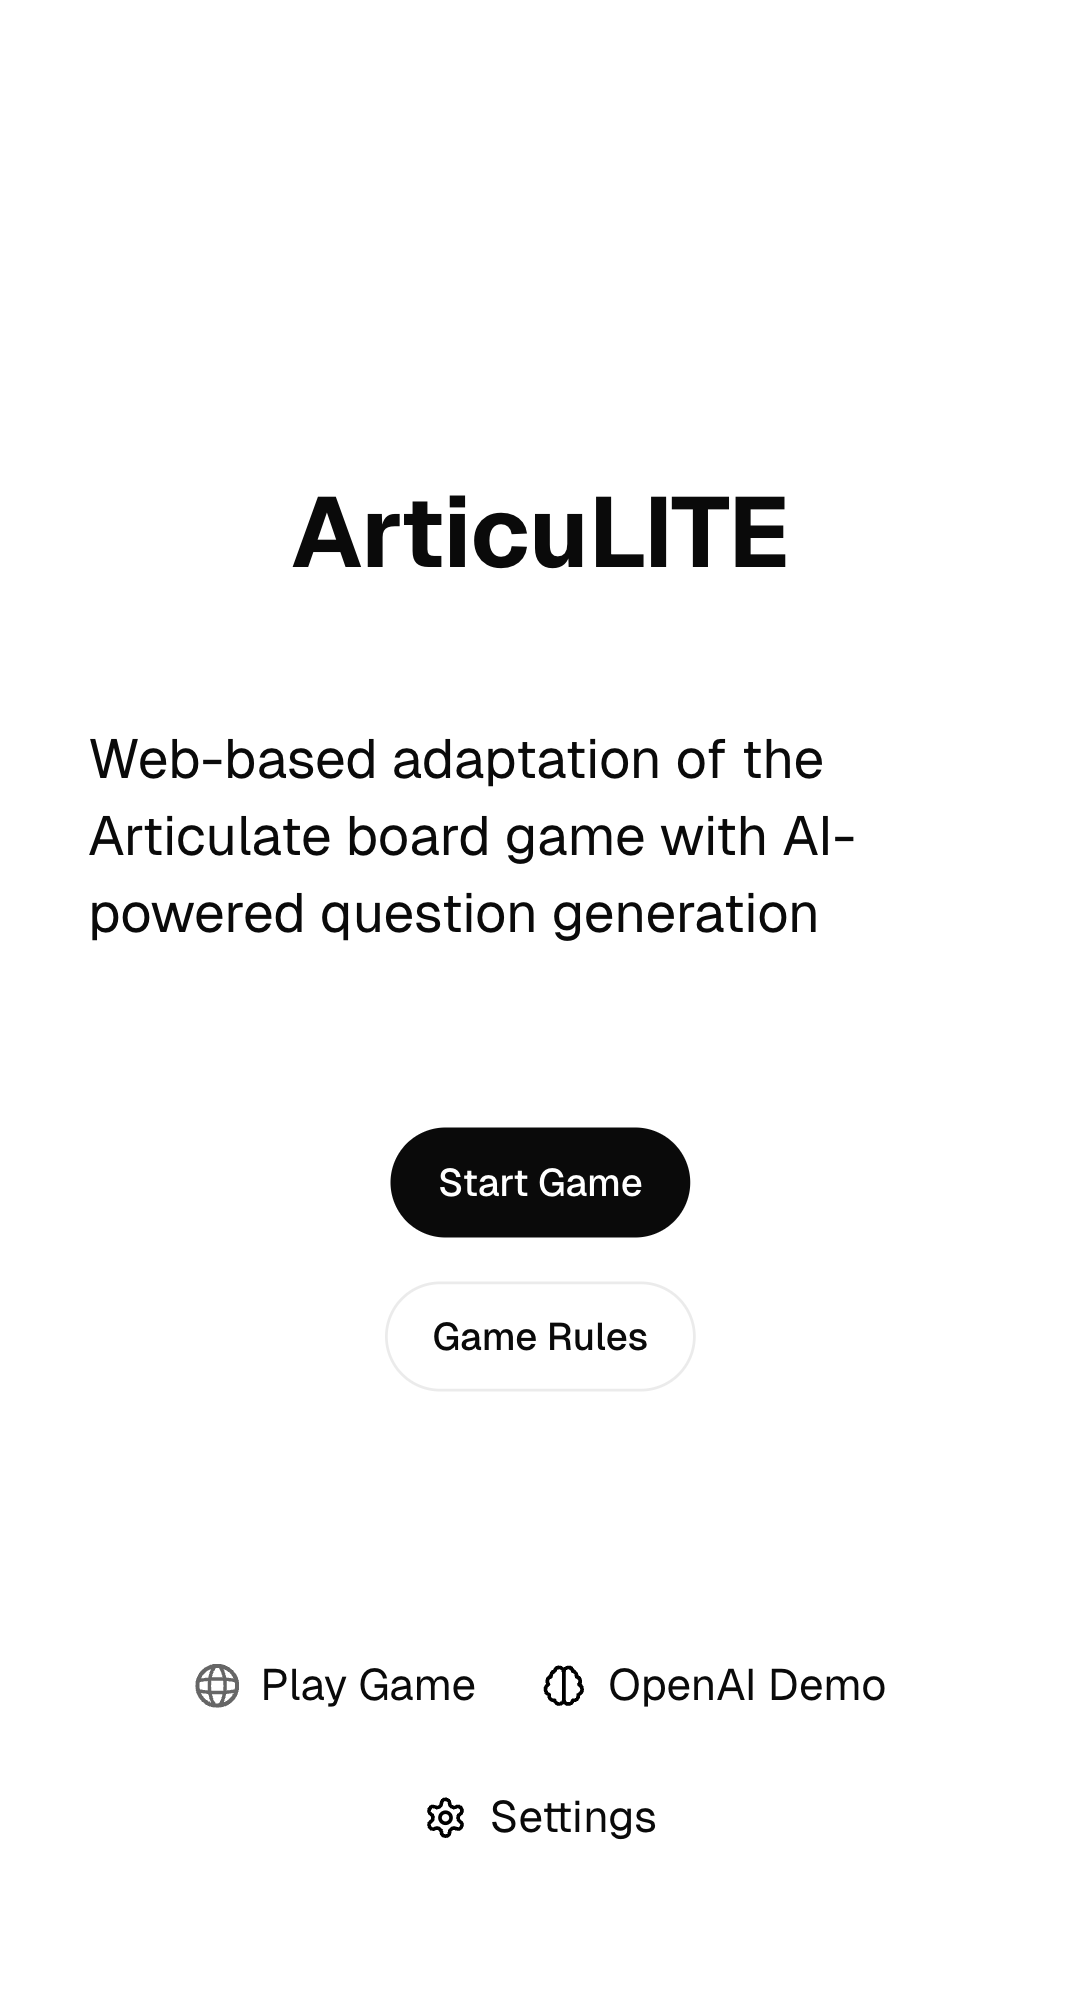 ArticuLITE
Web-based adaptation of the
Articulate board game with AI-
powered question generation
Start Game
Game Rules
Play Game
OpenAI Demo
Settings